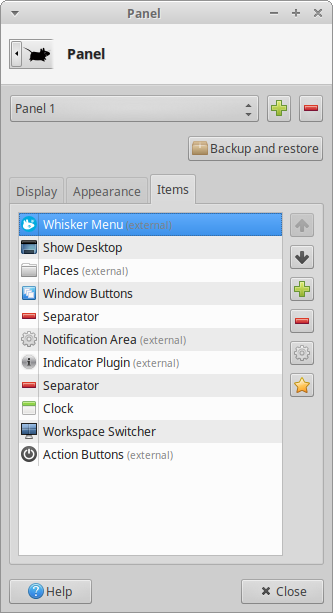 Panel
Panel
Panel 1
Backup and restore
Display Appearance Items
Whisker Menu (external)
Show Desktop
Places (external)
Window Buttons
Separator
Notification Area (external)
Indicator Plugin (external)
Separator
Clock
Workspace Switcher
Action Buttons (external)
Help Close